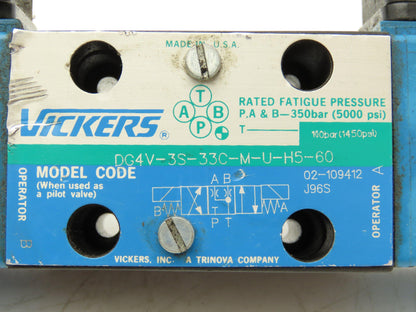 MADE IN U.S.A.
T
A B
P
VICKERS
RATED FATIGUE PRESSURE
P.A & B-350bar (5000 psi)
T 100bar(1450psi)
DG4V-3S-33C-M-U-H5-60
MODEL CODE
(When used as
a pilot valve)
02-109412
J96S
OPERATOR B
OPERATOR A
A B
B
T
P T
VICKERS, INC. A TRINOVA COMPANY